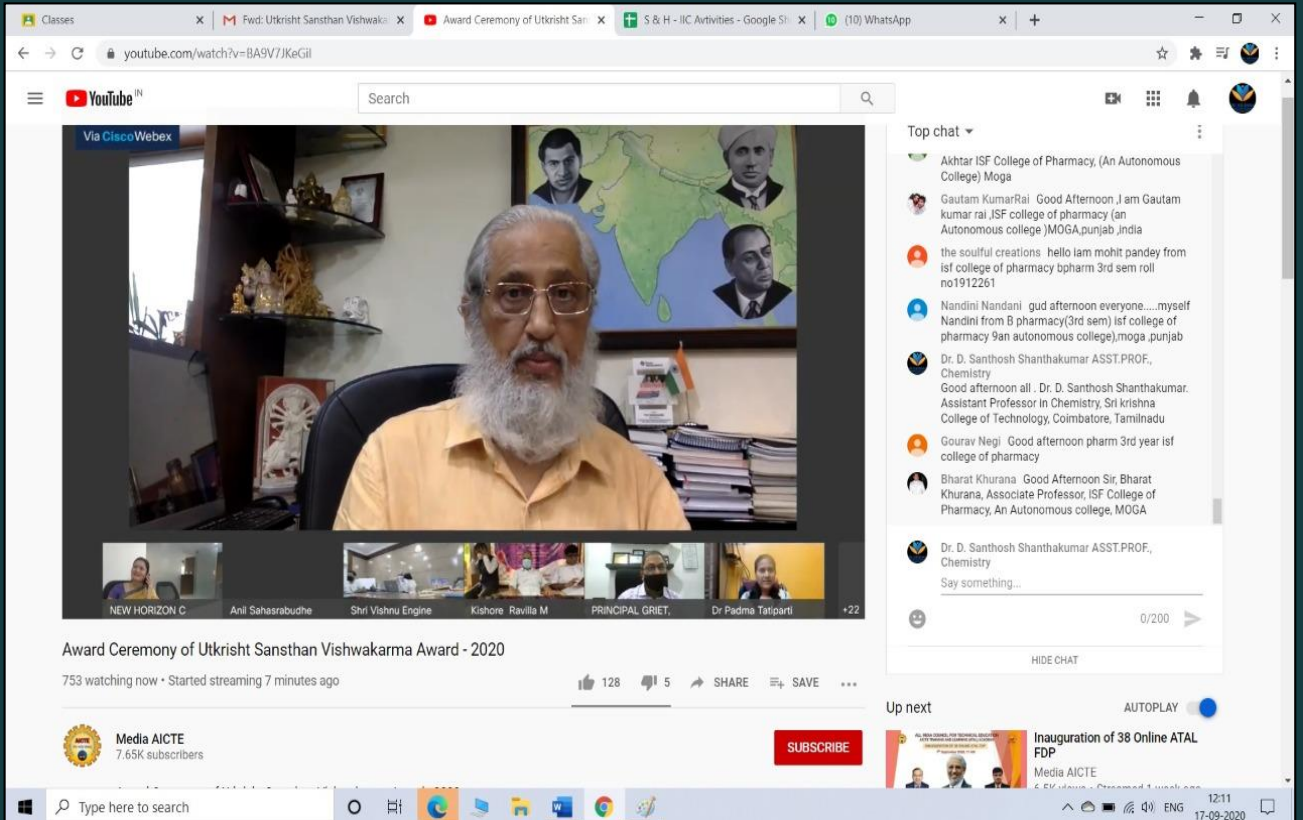 Classes
Fwd: Utkrisht Sansthan Vishwaka
Award Ceremony of Utkrisht San
S & H - IIC Avtivities - Google Sh
(10) WhatsApp
youtube.com/watch?v=BA9V7JKeGiI
YouTube IN
Search
Via CiscoWebex
NEW HORIZON C
Anil Sahasrabudhe
Shri Vishnu Engine
Kishore Ravilla M
PRINCIPAL GRIET,
Dr Padma Tatiparti
+22
Award Ceremony of Utkrisht Sansthan Vishwakarma Award - 2020
753 watching now • Started streaming 7 minutes ago
128
5
SHARE
SAVE
Media AICTE
7.65K subscribers
SUBSCRIBE
Top chat
Akhtar ISF College of Pharmacy, (An Autonomous
College) Moga
Gautam KumarRai Good Afternoon ,I am Gautam
kumar rai ,ISF college of pharmacy (an
Autonomous college )MOGA,punjab ,india
the soulful creations hello iam mohit pandey from
isf college of pharmacy bpharm 3rd sem roll
no1912261
Nandini Nandani gud afternoon everyone.....myself
Nandini from B pharmacy(3rd sem) isf college of
pharmacy 9an autonomous college),moga ,punjab
Dr. D. Santhosh Shanthakumar ASST.PROF.,
Chemistry
Good afternoon all . Dr. D. Santhosh Shanthakumar.
Assistant Professor in Chemistry, Sri krishna
College of Technology, Coimbatore, Tamilnadu
Gourav Negi Good afternoon pharm 3rd year isf
college of pharmacy
Bharat Khurana Good Afternoon Sir, Bharat
Khurana, Associate Professor, ISF College of
Pharmacy, An Autonomous college, MOGA
Dr. D. Santhosh Shanthakumar ASST.PROF.,
Chemistry
Say something...
0/200
HIDE CHAT
Up next
AUTOPLAY
Inauguration of 38 Online ATAL
FDP
Media AICTE
Type here to search
ENG
12:11
17-09-2020